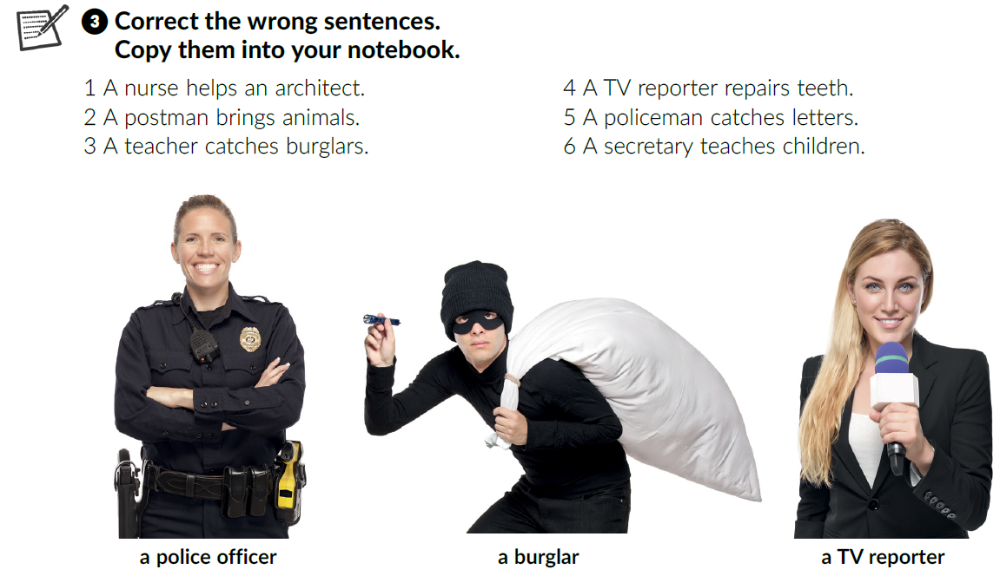 3 Correct the wrong sentences.
Copy them into your notebook.
1 A nurse helps an architect.
2 A postman brings animals.
3 A teacher catches burglars.
4 A TV reporter repairs teeth.
5 A policeman catches letters.
6 A secretary teaches children.
a police officer
a burglar
a TV reporter